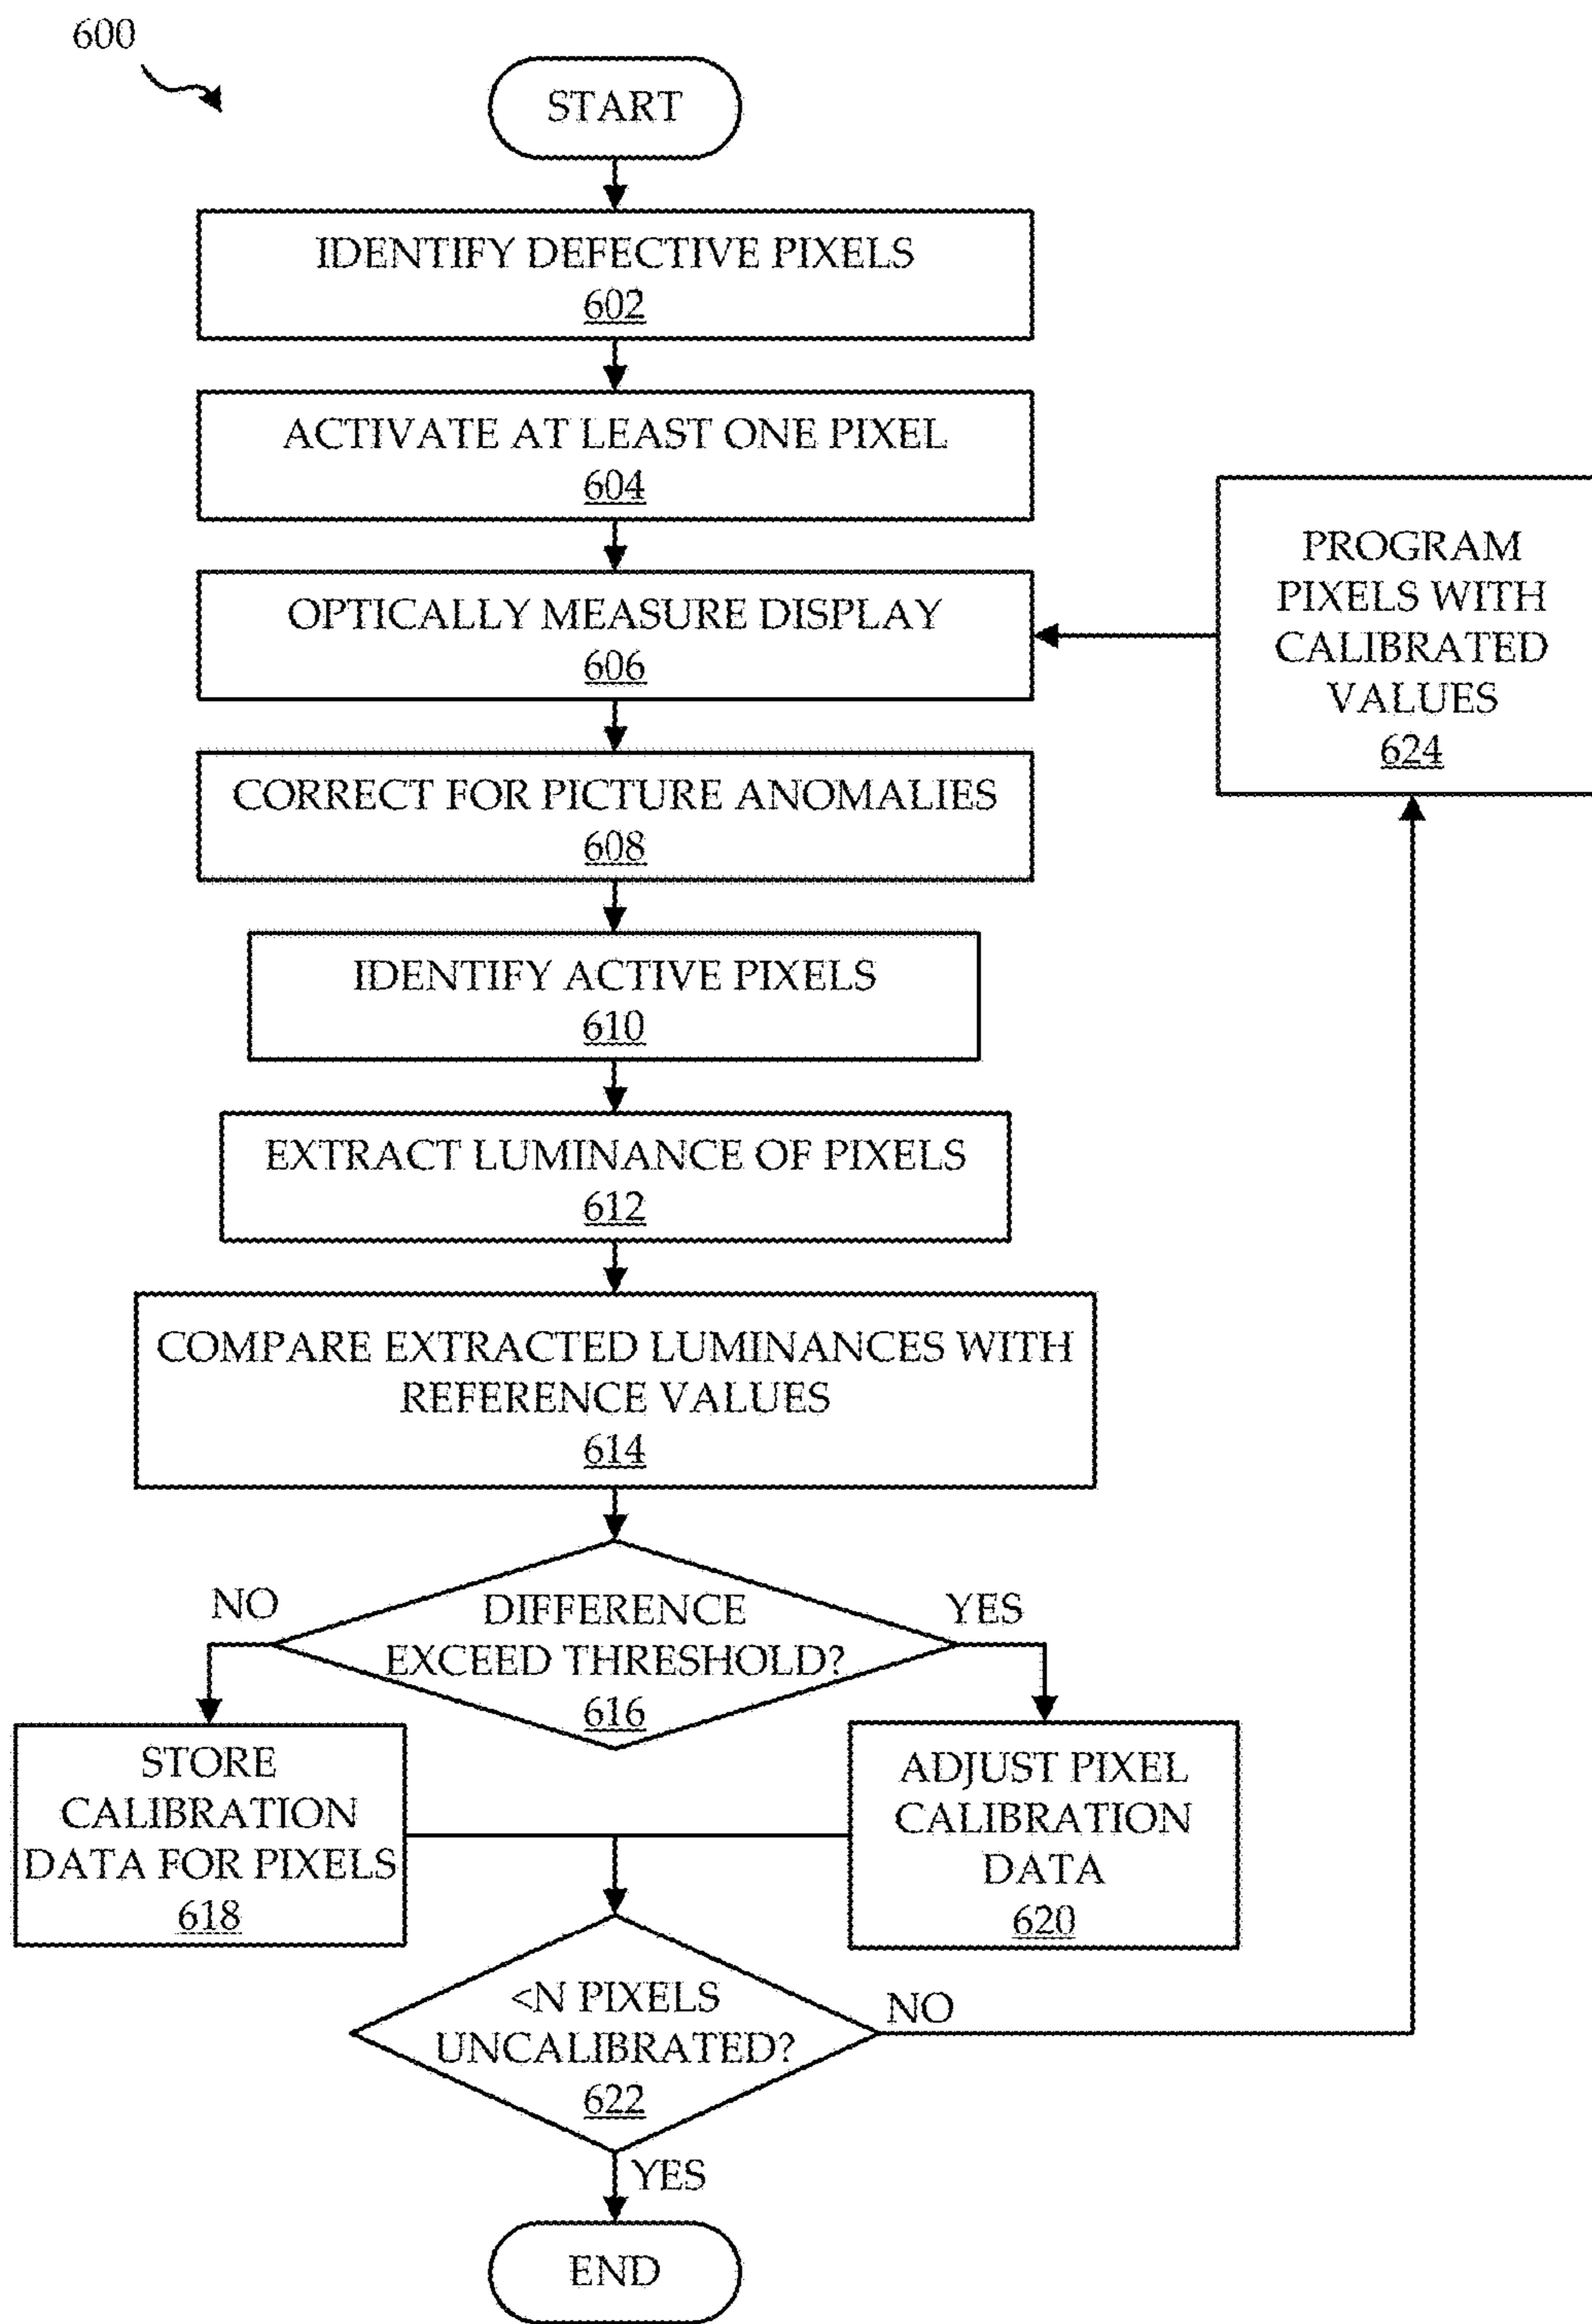 600
START
IDENTIFY DEFECTIVE PIXELS
602
ACTIVATE AT LEAST ONE PIXEL
604
OPTICALLY MEASURE DISPLAY
606
PROGRAM
PIXELS WITH
CALIBRATED
VALUES
624
CORRECT FOR PICTURE ANOMALIES
608
IDENTIFY ACTIVE PIXELS
610
EXTRACT LUMINANCE OF PIXELS
612
COMPARE EXTRACTED LUMINANCES WITH
REFERENCE VALUES
614
NO
DIFFERENCE
EXCEED THRESHOLD?
616
YES
STORE
CALIBRATION
DATA FOR PIXELS
618
ADJUST PIXEL
CALIBRATION
DATA
620
<N PIXELS
UNCALIBRATED?
622
NO
YES
END